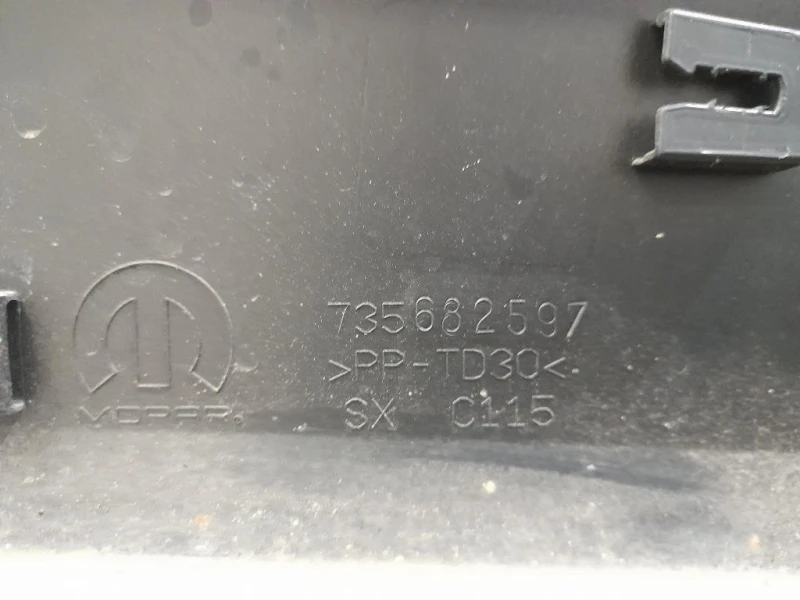 735682597
>PP-TD30<
SX C115
MOPAR.